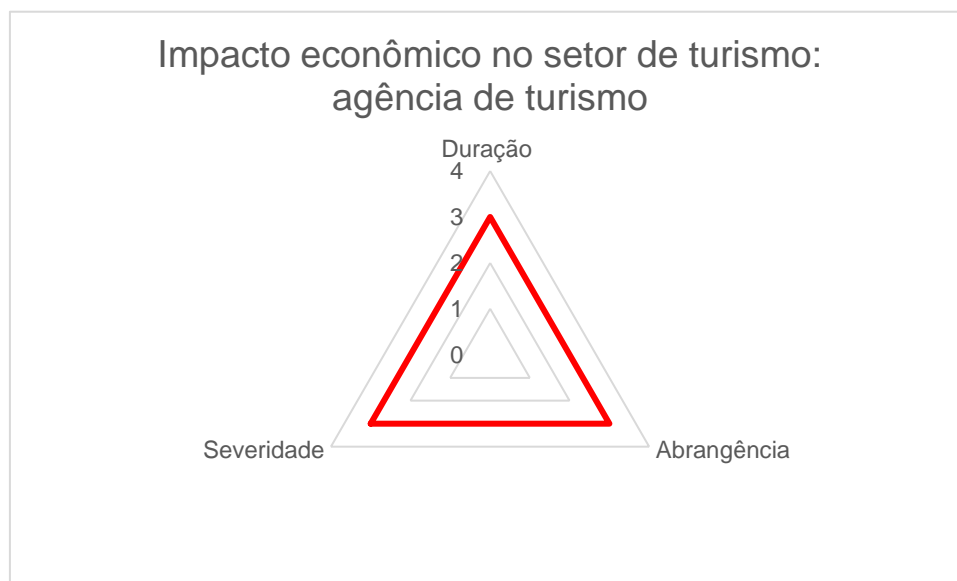 Impacto econômico no setor de turismo:
agência de turismo
Duração
4
3
2
1
0
Severidade
Abrangência